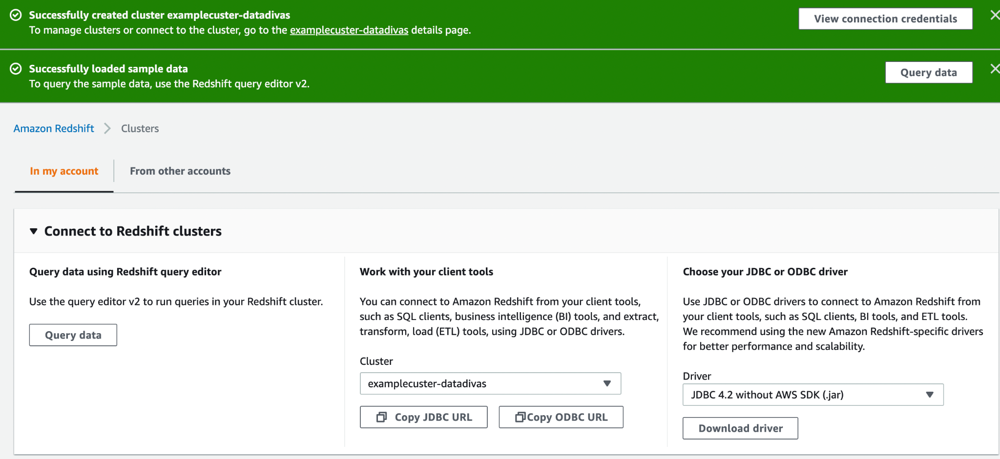 Successfully created cluster examplecuster-datadivas
To manage clusters or connect to the cluster, go to the examplecuster-datadivas details page.
View connection credentials
Successfully loaded sample data
To query the sample data, use the Redshift query editor v2.
Query data
Amazon Redshift
Clusters
In my account
From other accounts
Connect to Redshift clusters
Query data using Redshift query editor
Use the query editor v2 to run queries in your Redshift cluster.
Query data
Work with your client tools
You can connect to Amazon Redshift from your client tools,
such as SQL clients, business intelligence (BI) tools, and extract,
transform, load (ETL) tools, using JDBC or ODBC drivers.
Cluster
examplecuster-datadivas
Copy JDBC URL
Copy ODBC URL
Choose your JDBC or ODBC driver
Use JDBC or ODBC drivers to connect to Amazon Redshift from
your client tools, such as SQL clients, BI tools, and ETL tools.
We recommend using the new Amazon Redshift-specific drivers
for better performance and scalability.
Driver
JDBC 4.2 without AWS SDK (.jar)
Download driver